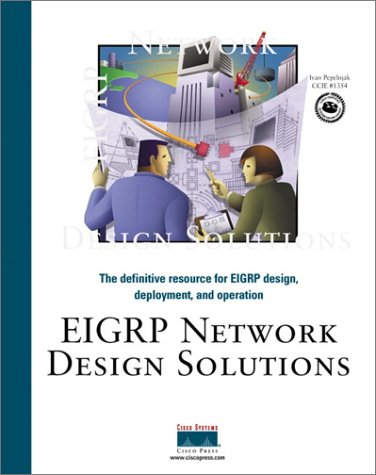 NETWORK
EIGRP
Ivan Pepelnjak
CCIE #1354
DESIGN SOLUTIONS
The definitive resource for EIGRP design,
deployment, and operation
EIGRP NETWORK
DESIGN SOLUTIONS
CISCO SYSTEMS
CISCO PRESS
www.ciscopress.com